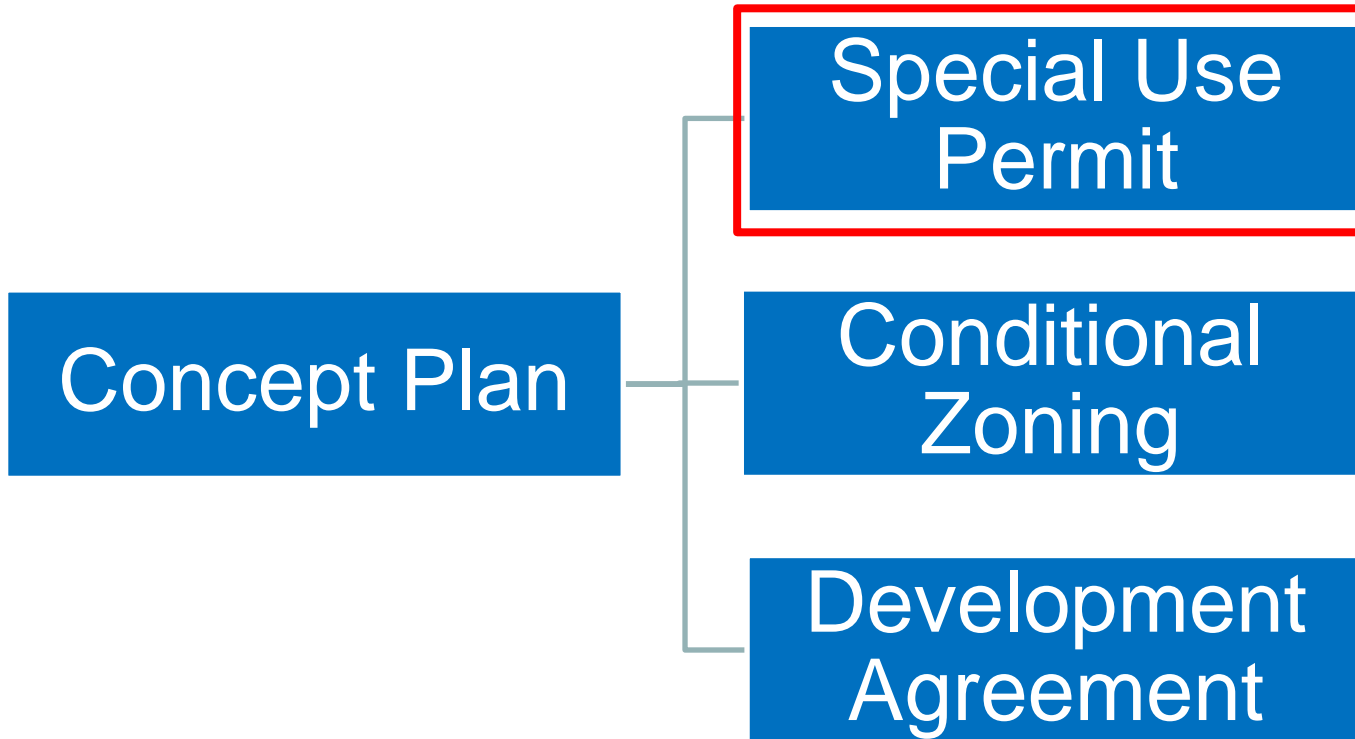 Special Use
Permit
Concept Plan
Conditional
Zoning
Development
Agreement